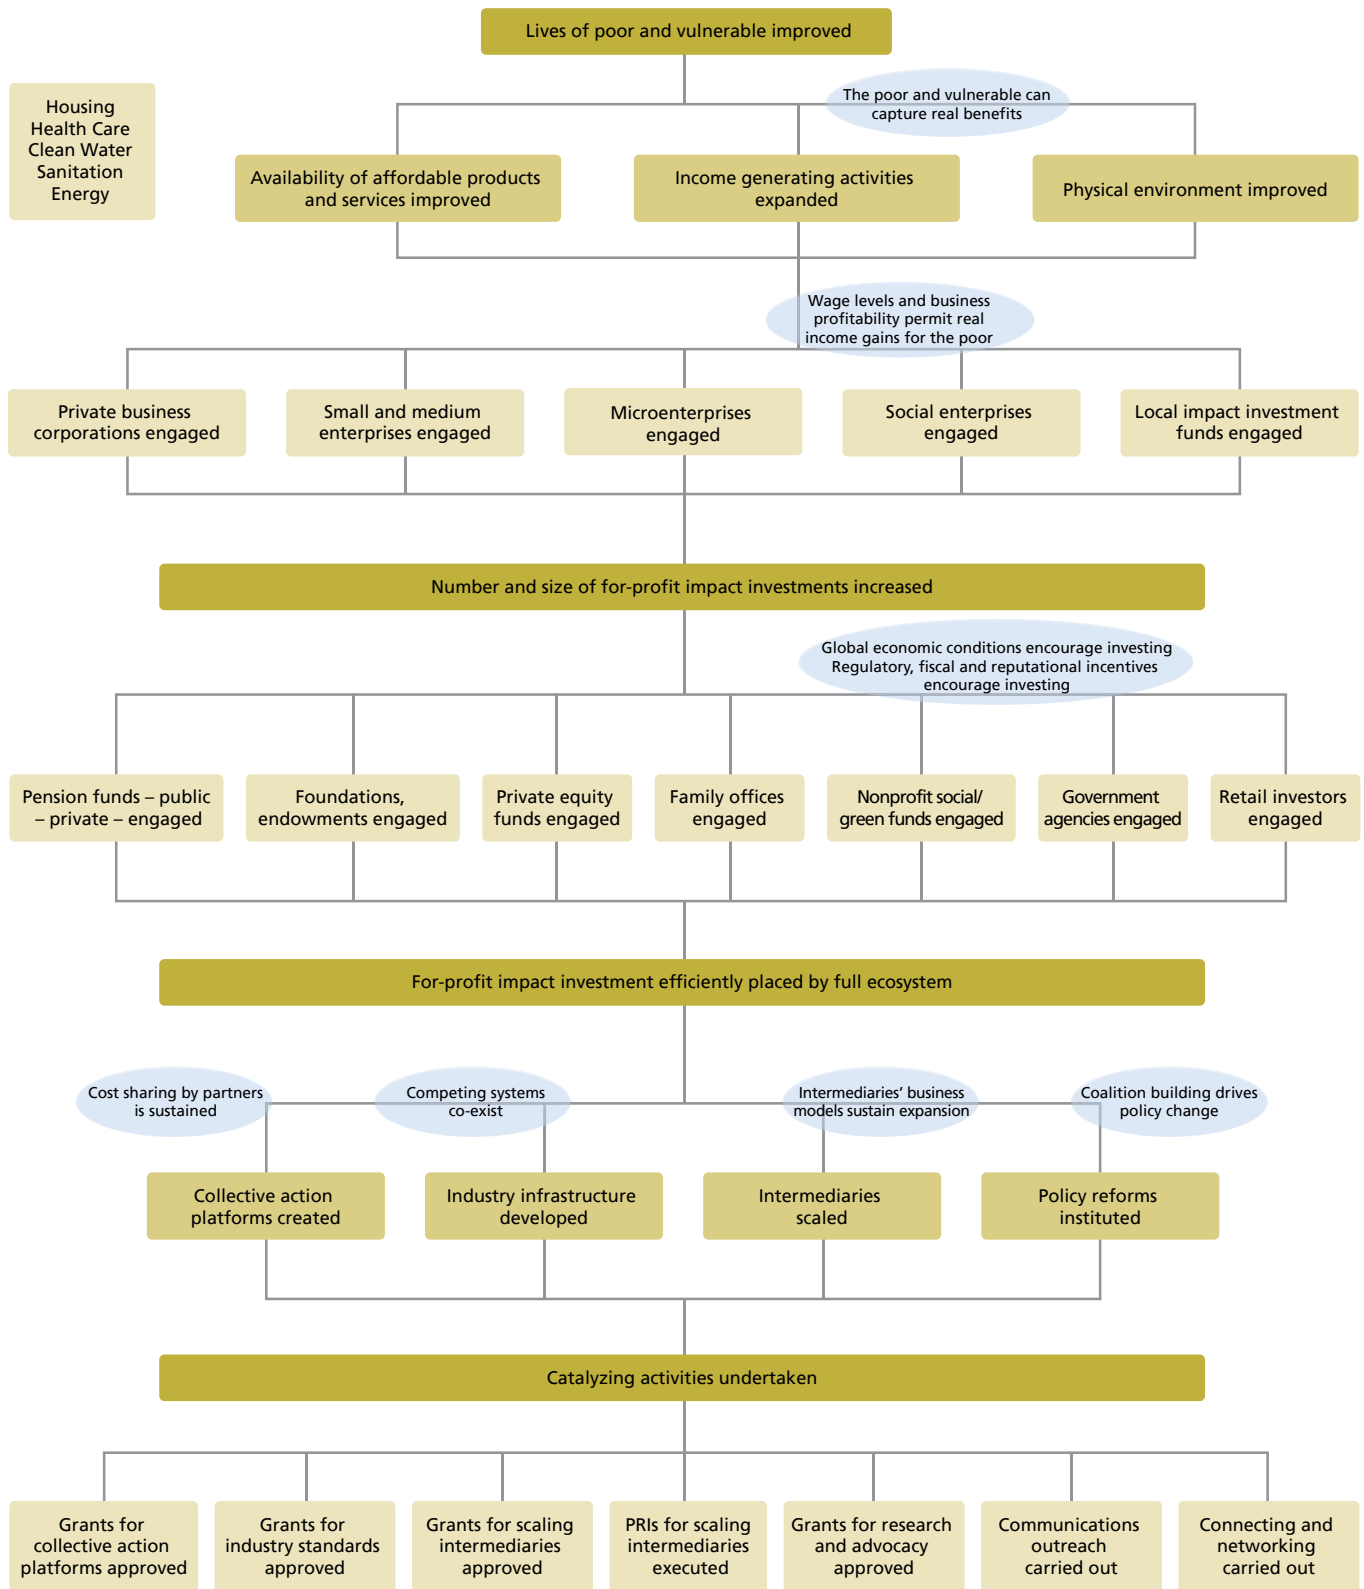 Lives of poor and vulnerable improved
Housing
Health Care
Clean Water
Sanitation
Energy
The poor and vulnerable can
capture real benefits
Availability of affordable products
and services improved
Income generating activities
expanded
Physical environment improved
Wage levels and business
profitability permit real
income gains for the poor
Private business
corporations engaged
Small and medium
enterprises engaged
Microenterprises
engaged
Social enterprises
engaged
Local impact investment
funds engaged
Number and size of for-profit impact investments increased
Global economic conditions encourage investing
Regulatory, fiscal and reputational incentives
encourage investing
Pension funds – public
– private – engaged
Foundations,
endowments engaged
Private equity
funds engaged
Family offices
engaged
Nonprofit social/
green funds engaged
Government
agencies engaged
Retail investors
engaged
For-profit impact investment efficiently placed by full ecosystem
Cost sharing by partners
is sustained
Competing systems
co-exist
Intermediaries’ business
models sustain expansion
Coalition building drives
policy change
Collective action
platforms created
Industry infrastructure
developed
Intermediaries
scaled
Policy reforms
instituted
Catalyzing activities undertaken
Grants for
collective action
platforms approved
Grants for
industry standards
approved
Grants for scaling
intermediaries
approved
PRIs for scaling
intermediaries
executed
Grants for research
and advocacy
approved
Communications
outreach
carried out
Connecting and
networking
carried out